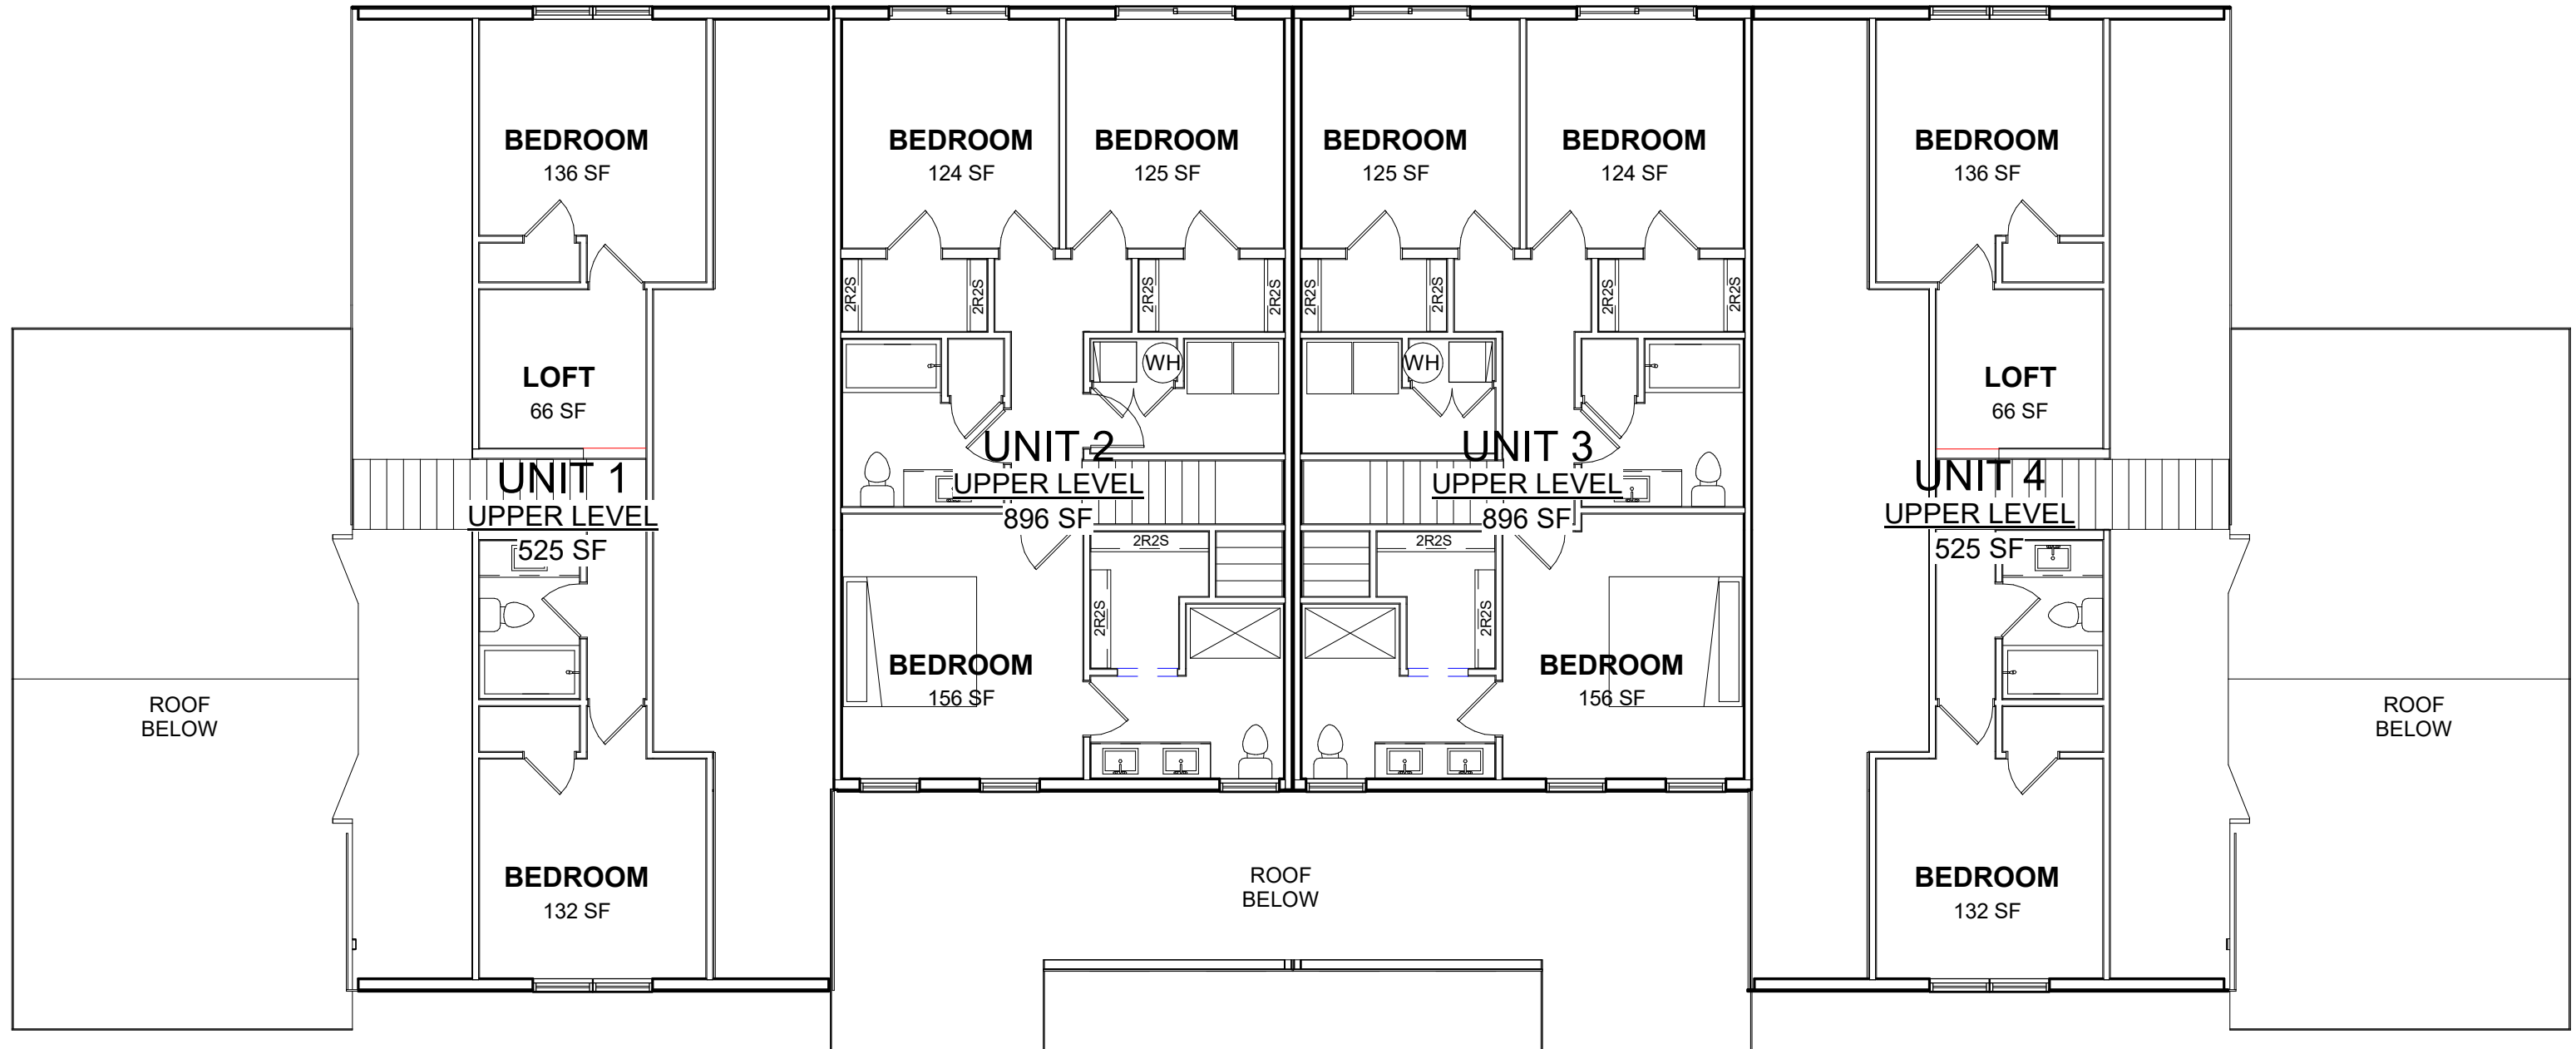 BEDROOM
136 SF
BEDROOM
124 SF
BEDROOM
125 SF
BEDROOM
125 SF
BEDROOM
124 SF
BEDROOM
136 SF
2R2S
2R2S
2R2S
2R2S
2R2S
2R2S
2R2S
2R2S
LOFT
66 SF
WH
WH
LOFT
66 SF
UNIT 1
UPPER LEVEL
525 SF
UNIT 2
UPPER LEVEL
896 SF
UNIT 3
UPPER LEVEL
896 SF
UNIT 4
UPPER LEVEL
525 SF
2R2S
2R2S
2R2S
2R2S
BEDROOM
156 SF
BEDROOM
156 SF
ROOF
BELOW
ROOF
BELOW
BEDROOM
132 SF
ROOF
BELOW
BEDROOM
132 SF